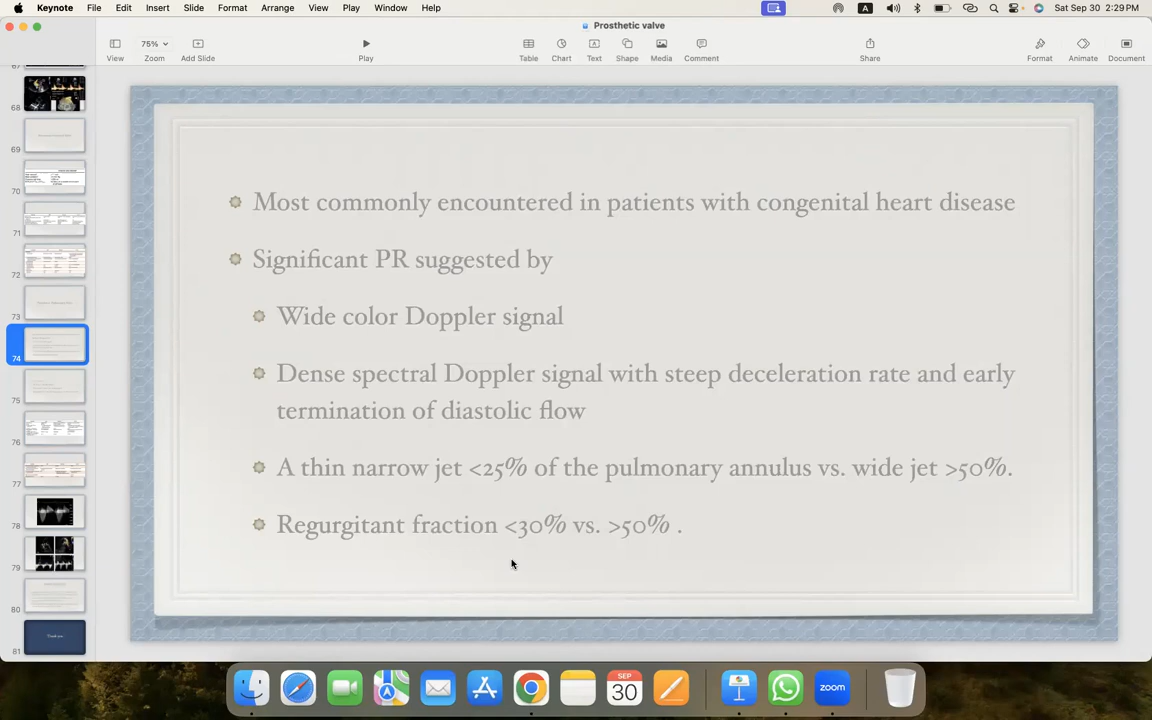 Keynote File Edit Insert Slide Format Arrange View Play Window Help A Sat Sep 30 2:29 PM
Prosthetic valve
75%
View Zoom Add Slide Play Table Chart Text Shape Media Comment Share Format Animate Document
67
68
69
70
71
72
73
74
75
76
77
78
79
80
81
Thank you
Most commonly encountered in patients with congenital heart disease
Significant PR suggested by
Wide color Doppler signal
Dense spectral Doppler signal with steep deceleration rate and early
termination of diastolic flow
A thin narrow jet <25% of the pulmonary annulus vs. wide jet >50%.
Regurgitant fraction <30% vs. >50% .
SEP
30
zoom